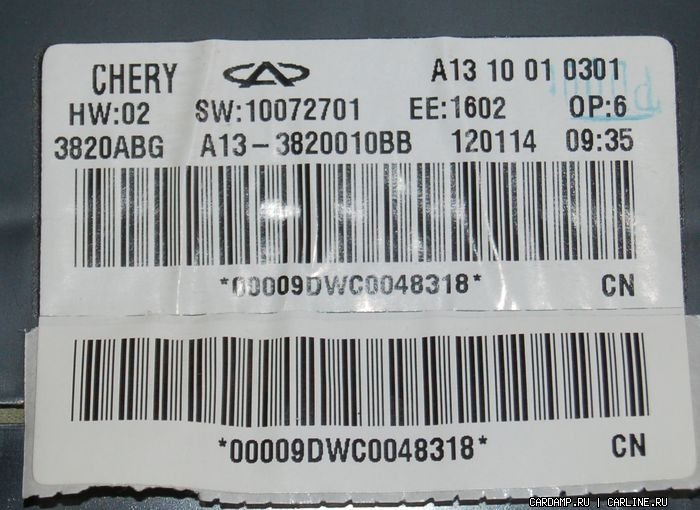 CHERY A13 10 01 0301
HW:02 SW:10072701 EE:1602 OP:6
3820ABG A13-3820010BB 120114 09:35
*00009DWC0048318* CN
*00009DWC0048318* CN
CARDAMP.RU | CARLINE.RU